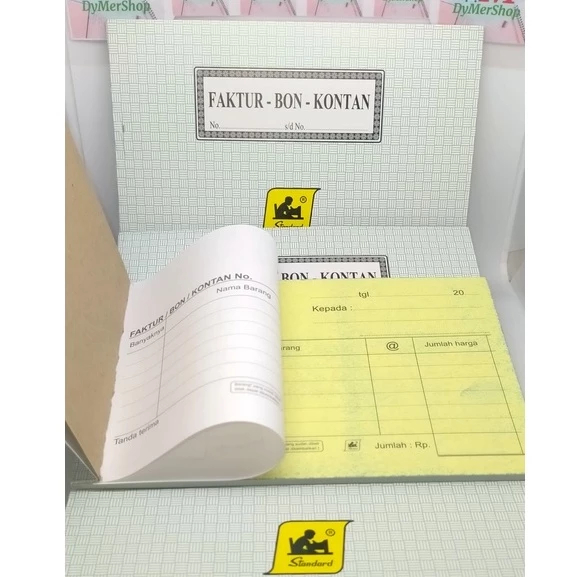 DyMerShop
DyMerShop
FAKTUR - BON - KONTAN
No. s/d No.
Standard
BON - KONTAN
FAKTUR / BON / KONTAN No.
Banyaknya Nama Barang
Tanda terima
tgl 20
Kepada :
rang @ Jumlah harga
Jumlah : Rp.
Standard